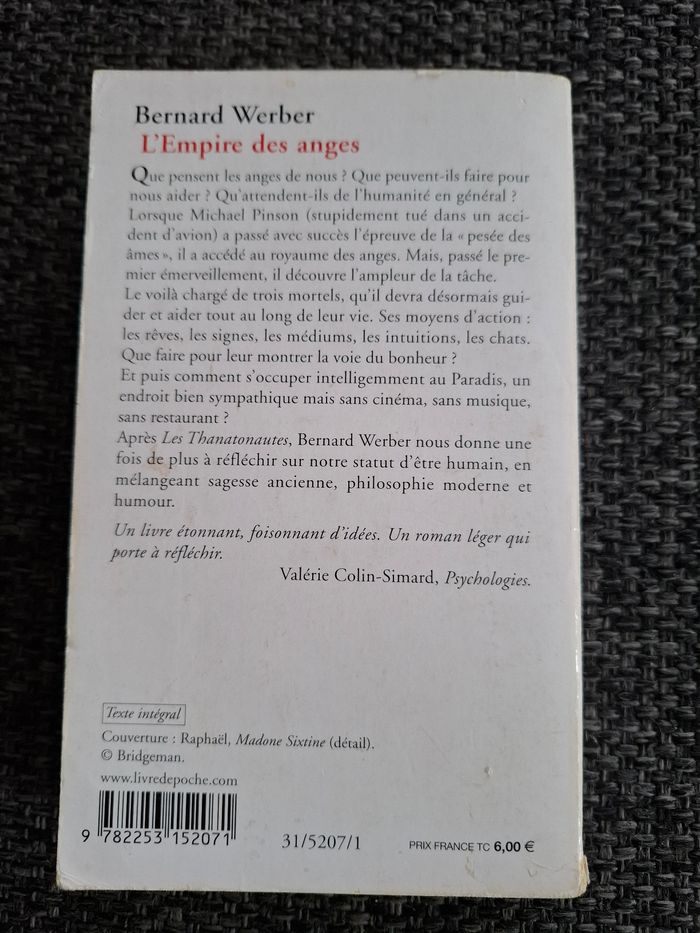 Bernard Werber
L'Empire des anges
Que pensent les anges de nous ? Que peuvent-ils faire pour
nous aider ? Qu'attendent-ils de l'humanité en général ?
Lorsque Michael Pinson (stupidement tué dans un acci-
dent d'avion) a passé avec succès l'épreuve de la « pesée des
âmes », il a accédé au royaume des anges. Mais, passé le pre-
mier émerveillement, il découvre l'ampleur de la tâche.
Le voilà chargé de trois mortels, qu'il devra désormais gui-
der et aider tout au long de leur vie. Ses moyens d'action :
les rêves, les signes, les médiums, les intuitions, les chats.
Que faire pour leur montrer la voie du bonheur ?
Et puis comment s'occuper intelligemment au Paradis, un
endroit bien sympathique mais sans cinéma, sans musique,
sans restaurant ?
Après Les Thanatonautes, Bernard Werber nous donne une
fois de plus à réfléchir sur notre statut d'être humain, en
mélangeant sagesse ancienne, philosophie moderne et
humour.
Un livre étonnant, foisonnant d'idées. Un roman léger qui
porte à réfléchir.
Valérie Colin-Simard, Psychologies.
Texte intégral
Couverture : Raphaël, Madone Sixtine (détail).
© Bridgeman.
www.livredepoche.com
9 782253 152071
31/5207/1
PRIX FRANCE TC 6,00 €